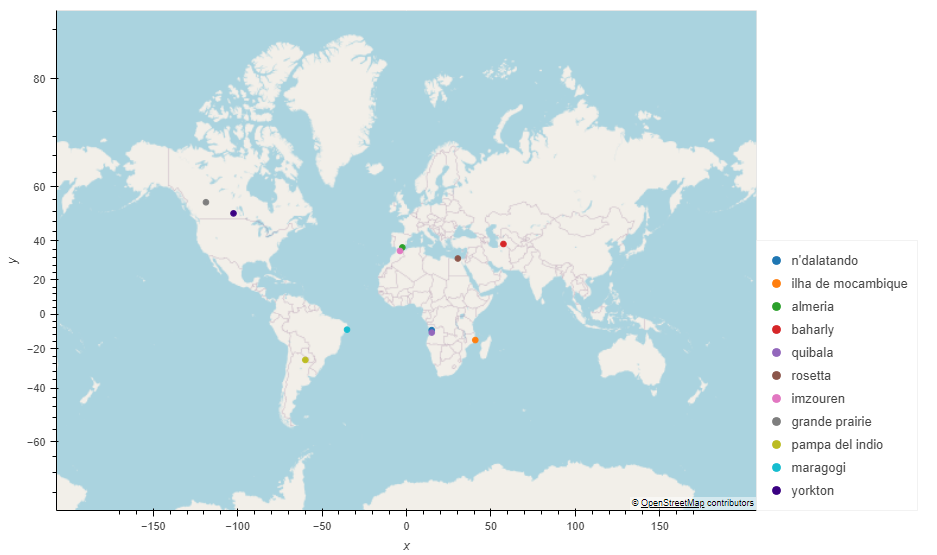 80
60
40
20
0
−20
−40
−60
y
−150
−100
−50
0
50
100
150
x
n'dalatando
ilha de mocambique
almeria
baharly
quibala
rosetta
imzouren
grande prairie
pampa del indio
maragogi
yorkton
© OpenStreetMap contributors